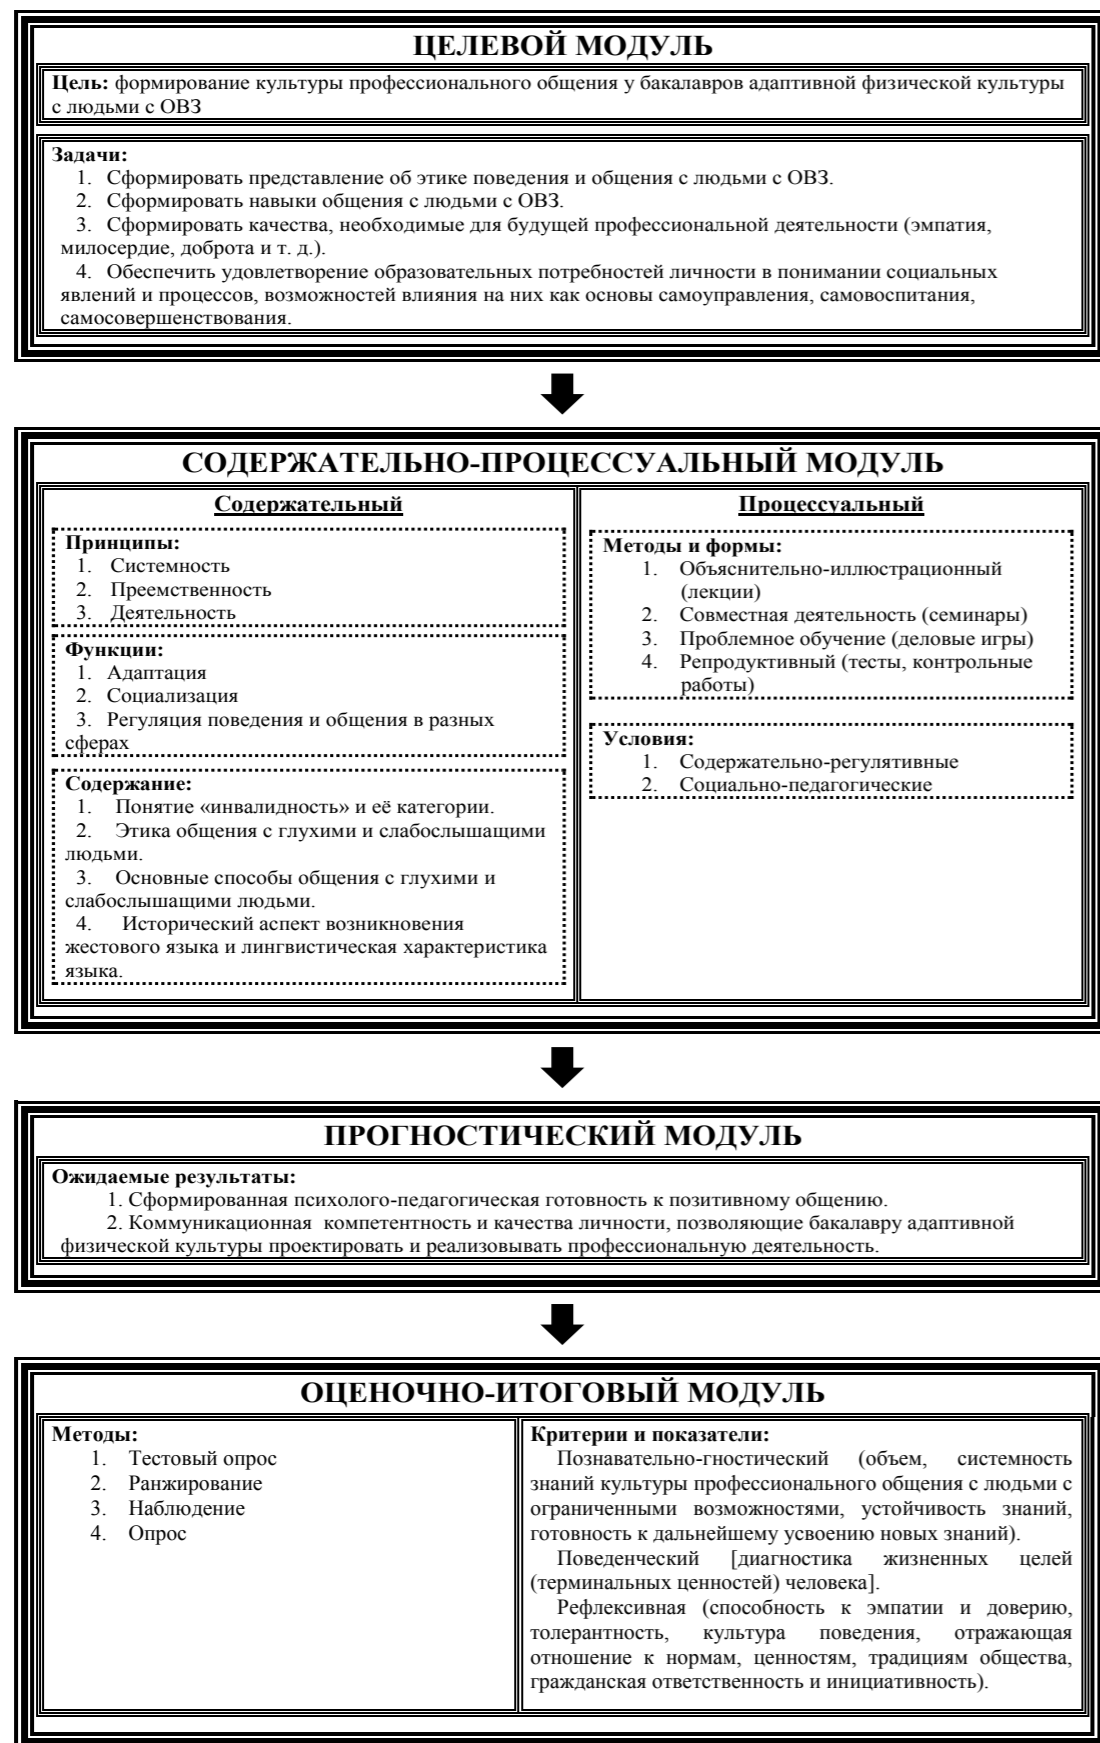 ЦЕЛЕВОЙ МОДУЛЬ
Цель: формирование культуры профессионального общения у бакалавров адаптивной физической культуры
с людьми с ОВЗ
Задачи:
1. Сформировать представление об этике поведения и общения с людьми с ОВЗ.
2. Сформировать навыки общения с людьми с ОВЗ.
3. Сформировать качества, необходимые для будущей профессиональной деятельности (эмпатия,
милосердие, доброта и т. д.).
4. Обеспечить удовлетворение образовательных потребностей личности в понимании социальных
явлений и процессов, возможностей влияния на них как основы самоуправления, самовоспитания,
самосовершенствования.
СОДЕРЖАТЕЛЬНО-ПРОЦЕССУАЛЬНЫЙ МОДУЛЬ
Содержательный
Принципы:
1. Системность
2. Преемственность
3. Деятельность
Функции:
1. Адаптация
2. Социализация
3. Регуляция поведения и общения в разных
сферах
Содержание:
1. Понятие «инвалидность» и её категории.
2. Этика общения с глухими и слабослышащими
людьми.
3. Основные способы общения с глухими и
слабослышащими людьми.
4. Исторический аспект возникновения
жестового языка и лингвистическая характеристика
языка.
Процессуальный
Методы и формы:
1. Объяснительно-иллюстрационный
(лекции)
2. Совместная деятельность (семинары)
3. Проблемное обучение (деловые игры)
4. Репродуктивный (тесты, контрольные
работы)
Условия:
1. Содержательно-регулятивные
2. Социально-педагогические
ПРОГНОСТИЧЕСКИЙ МОДУЛЬ
Ожидаемые результаты:
1. Сформированная психолого-педагогическая готовность к позитивному общению.
2. Коммуникационная компетентность и качества личности, позволяющие бакалавру адаптивной
физической культуры проектировать и реализовывать профессиональную деятельность.
ОЦЕНОЧНО-ИТОГОВЫЙ МОДУЛЬ
Методы:
1. Тестовый опрос
2. Ранжирование
3. Наблюдение
4. Опрос
Критерии и показатели:
Познавательно-гностический (объем, системность
знаний культуры профессионального общения с людьми с
ограниченными возможностями, устойчивость знаний,
готовность к дальнейшему усвоению новых знаний).
Поведенческий [диагностика жизненных целей
(терминальных ценностей) человека].
Рефлексивная (способность к эмпатии и доверию,
толерантность, культура поведения, отражающая
отношение к нормам, ценностям, традициям общества,
гражданская ответственность и инициативность).